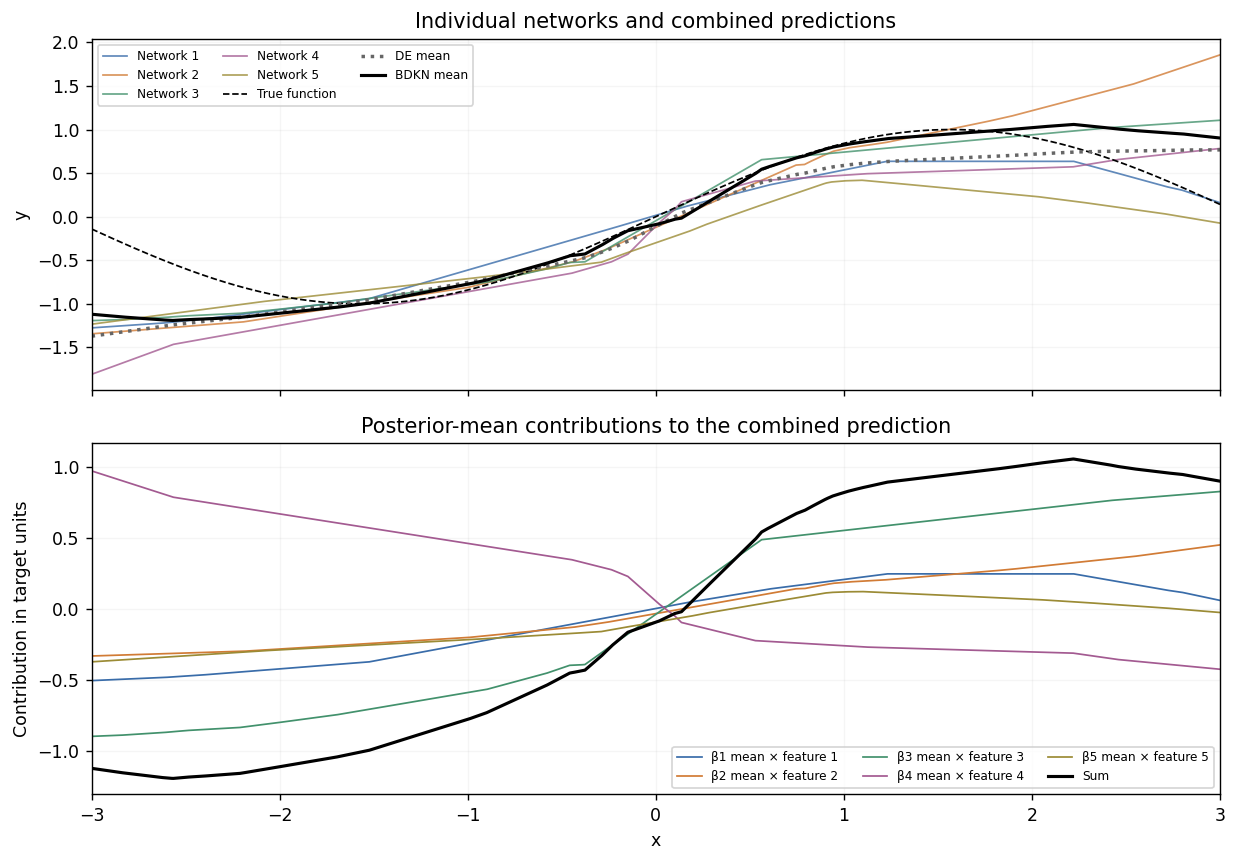 Individual networks and combined predictions
Network 1
Network 2
Network 3
Network 4
Network 5
True function
DE mean
BDKN mean
2.0
1.5
1.0
0.5
0.0
−0.5
−1.0
−1.5
y
Posterior-mean contributions to the combined prediction
1.0
0.5
0.0
−0.5
−1.0
Contribution in target units
β1 mean × feature 1
β2 mean × feature 2
β3 mean × feature 3
β4 mean × feature 4
β5 mean × feature 5
Sum
−3
−2
−1
0
1
2
3
x